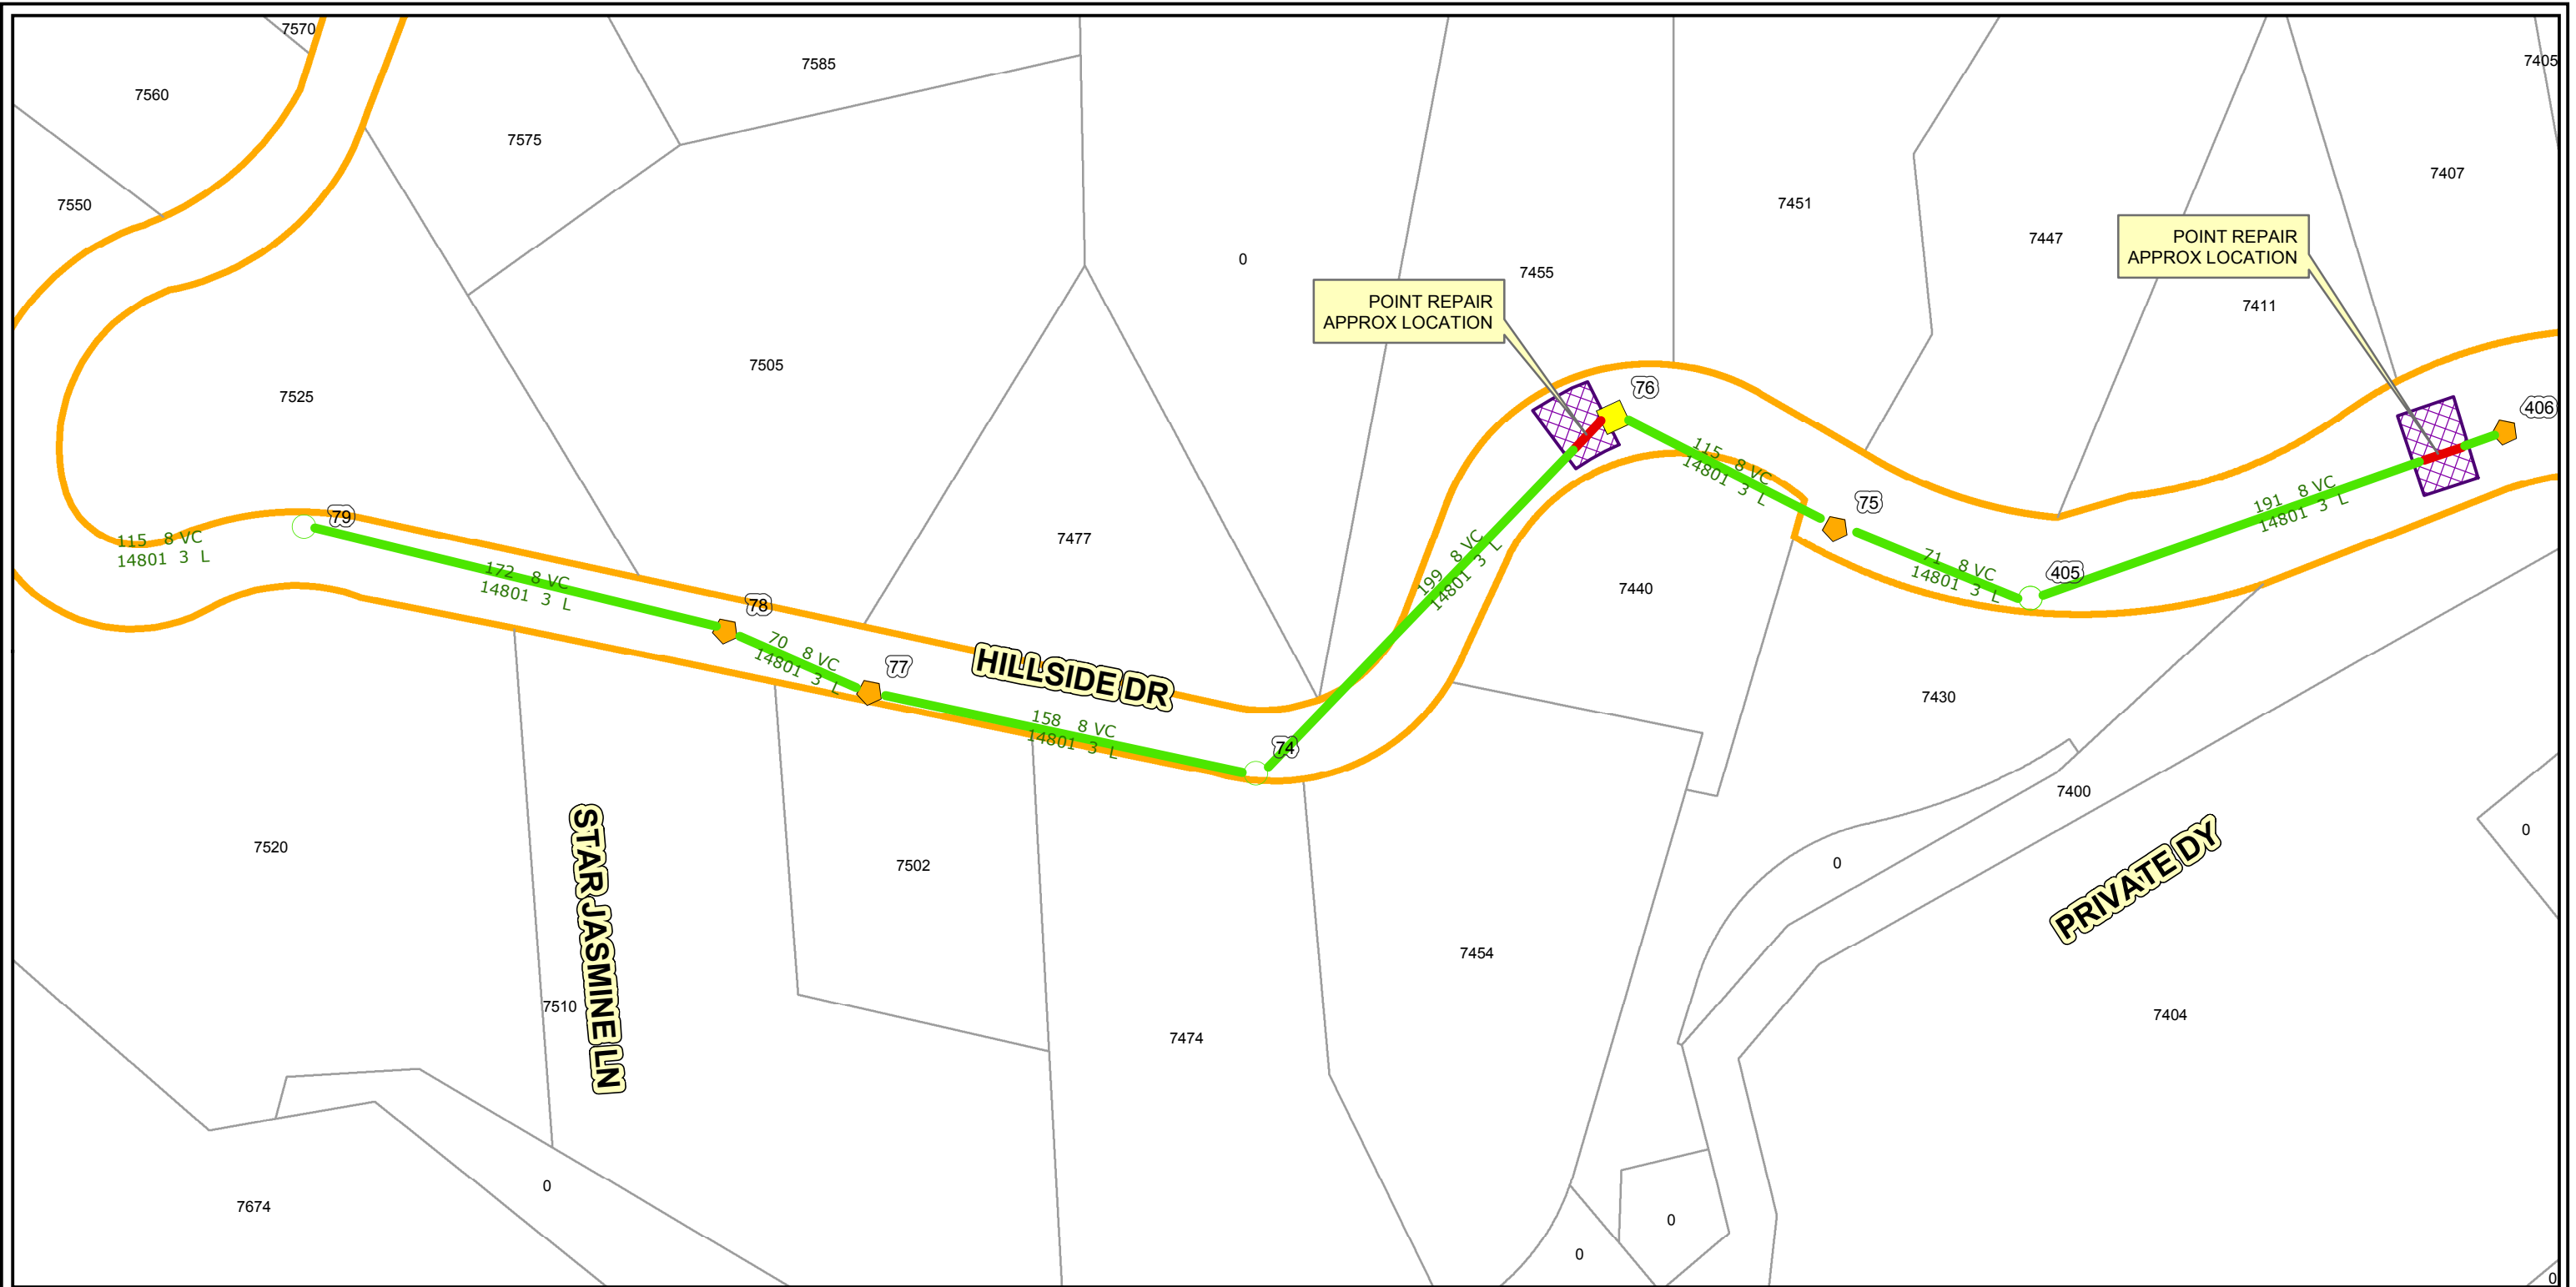 7570
7585
7405
7560
7575
7407
7550
7451
7447
POINT REPAIR
APPROX LOCATION
0
7455
POINT REPAIR
APPROX LOCATION
7411
7505
7525
76
406
75
79
115 8 VC
14801 3 L
115 8 VC
14801 3 L
191 8 VC
14801 3 L
7477
199 8 VC
14801 3 L
172 8 VC
14801 3 L
7440
71 8 VC
14801 3 L
405
78
70 8 VC
14801 3 L
77
HILLSIDE DR
7430
158 8 VC
14801 3 L
74
7400
0
7520
STAR JASMINE LN
7502
0
PRIVATE DY
7454
7510
7404
7474
0
7674
0
0
0